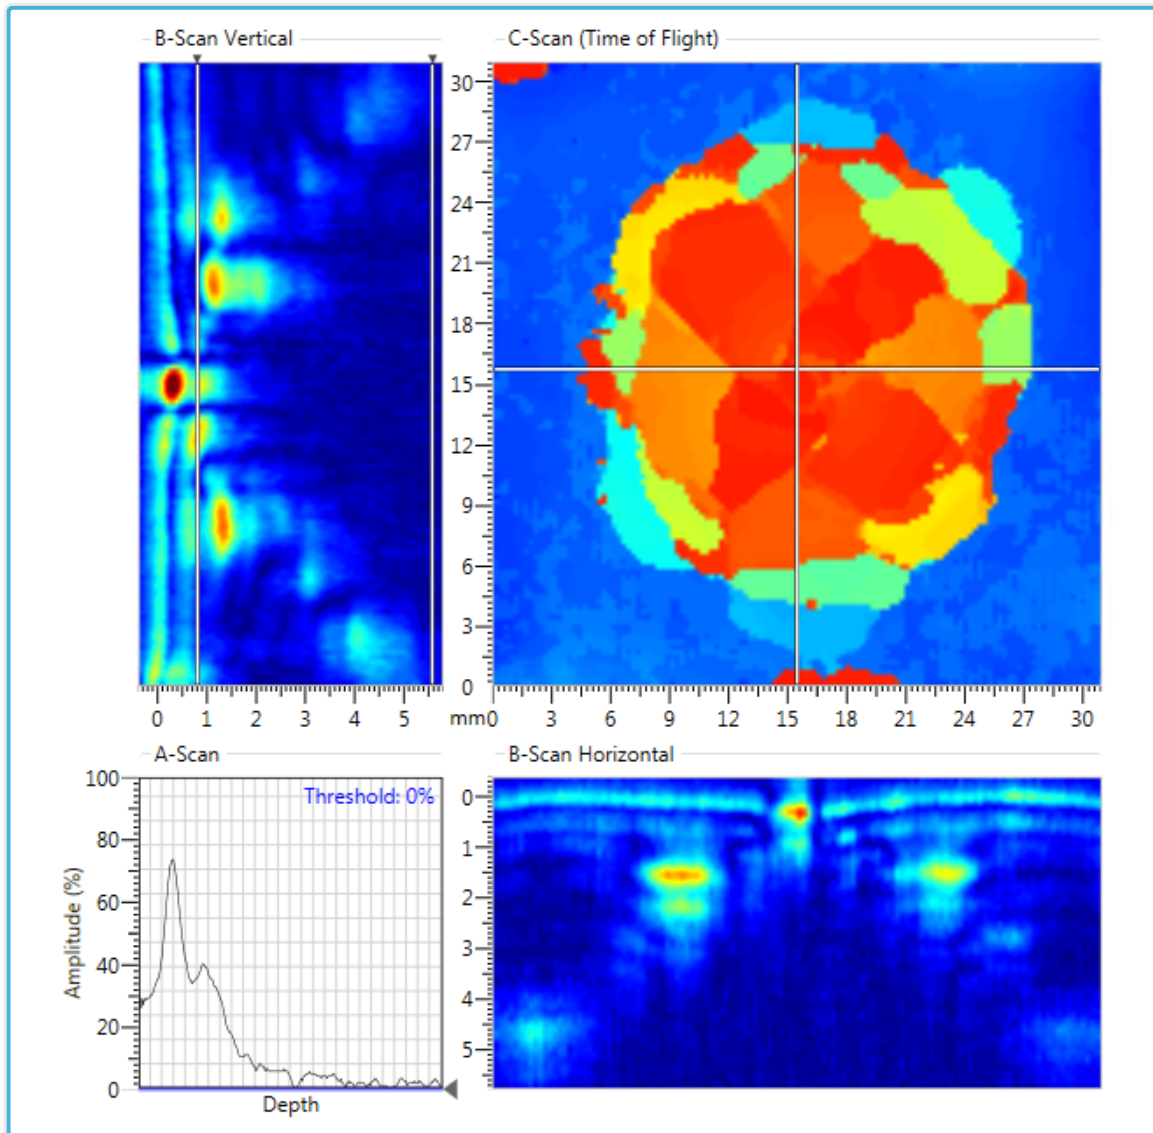 B-Scan Vertical
C-Scan (Time of Flight)
30
27
24
21
18
15
12
9
6
3
0
0 1 2 3 4 5 mm
0 3 6 9 12 15 18 21 24 27 30
A-Scan
B-Scan Horizontal
Threshold: 0%
Amplitude (%)
100
80
60
40
20
0
Depth
0
1
2
3
4
5